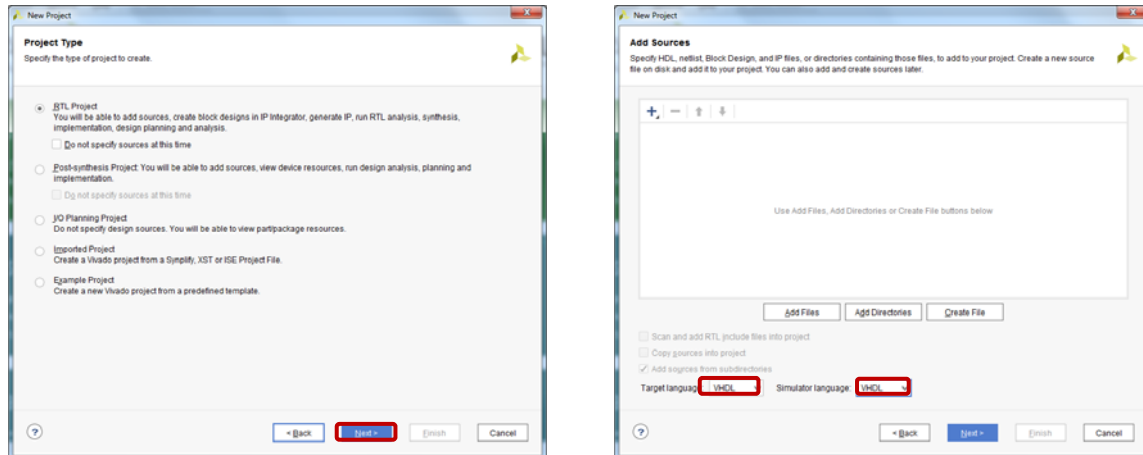 New Project
Project Type
Specify the type of project to create.
RTL Project
You will be able to add sources, create block designs in IP Integrator, generate IP, run RTL analysis, synthesis,
implementation, design planning and analysis.
Do not specify sources at this time
Post-synthesis Project: You will be able to add sources, view device resources, run design analysis, planning and
implementation.
Do not specify sources at this time
I/O Planning Project
Do not specify design sources. You will be able to view part/package resources.
Imported Project
Create a Vivado project from a Synplify, XST or ISE Project File.
Example Project
Create a new Vivado project from a predefined template.
?
< Back
Next >
Finish
Cancel
New Project
Add Sources
Specify HDL, netlist, Block Design, and IP files, or directories containing those files, to add to your project. Create a new source
file on disk and add it to your project. You can also add and create sources later.
Use Add Files, Add Directories or Create File buttons below
Add Files
Add Directories
Create File
Scan and add RTL include files into project
Copy sources into project
Add sources from subdirectories
Target language: VHDL
Simulator language: VHDL
?
< Back
Next >
Finish
Cancel